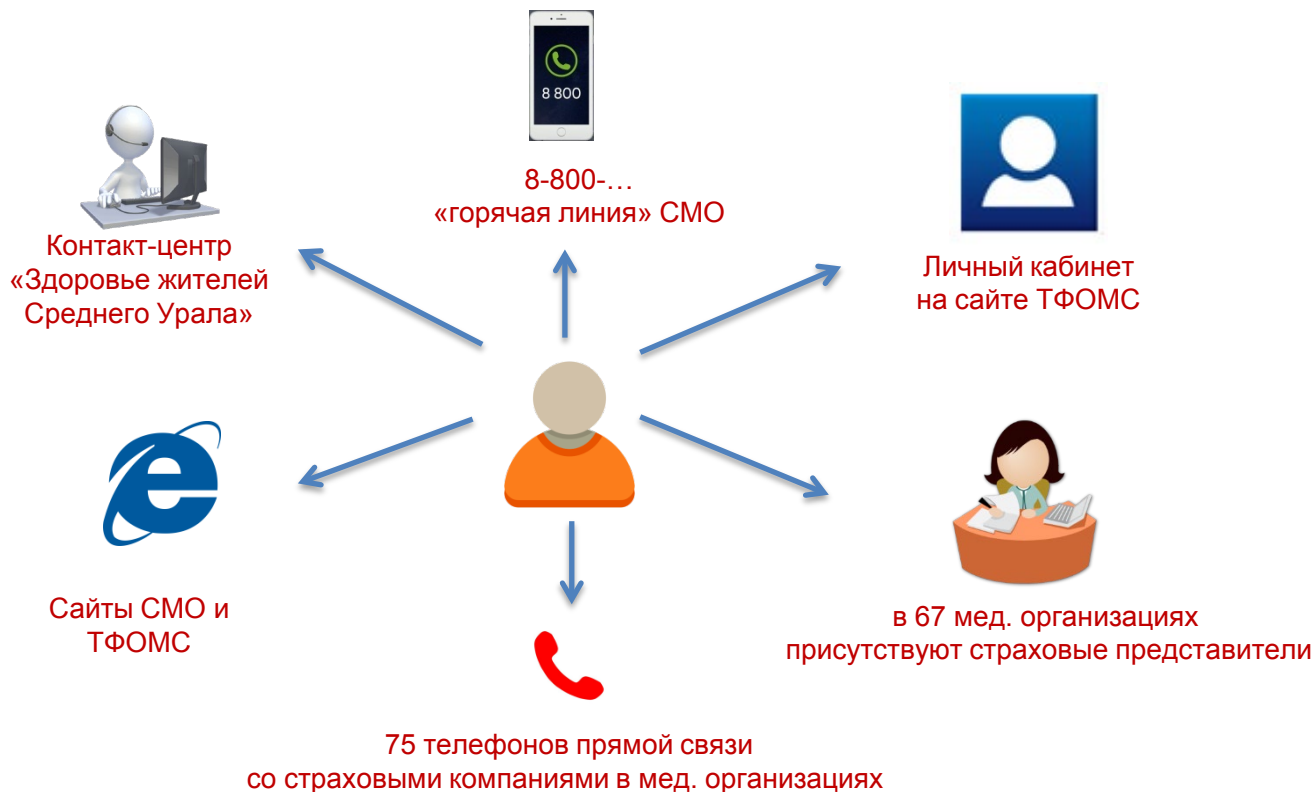 8 800
8-800-…
«горячая линия» СМО
Контакт-центр
«Здоровье жителей
Среднего Урала»
Личный кабинет
на сайте ТФОМС
Сайты СМО и
ТФОМС
в 67 мед. организациях
присутствуют страховые представители
75 телефонов прямой связи
со страховыми компаниями в мед. организациях